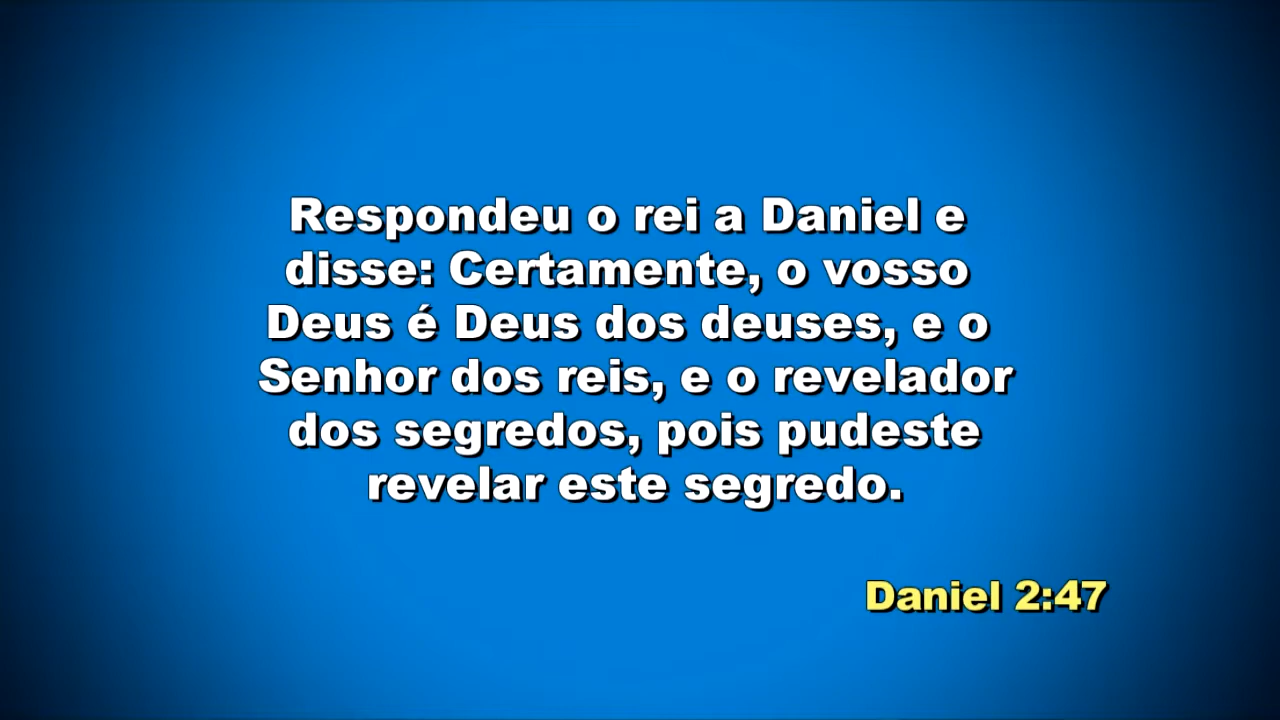 Respondeu o rei a Daniel e
disse: Certamente, o vosso
Deus é Deus dos deuses, e o
Senhor dos reis, e o revelador
dos segredos, pois pudeste
revelar este segredo.
Daniel 2:47